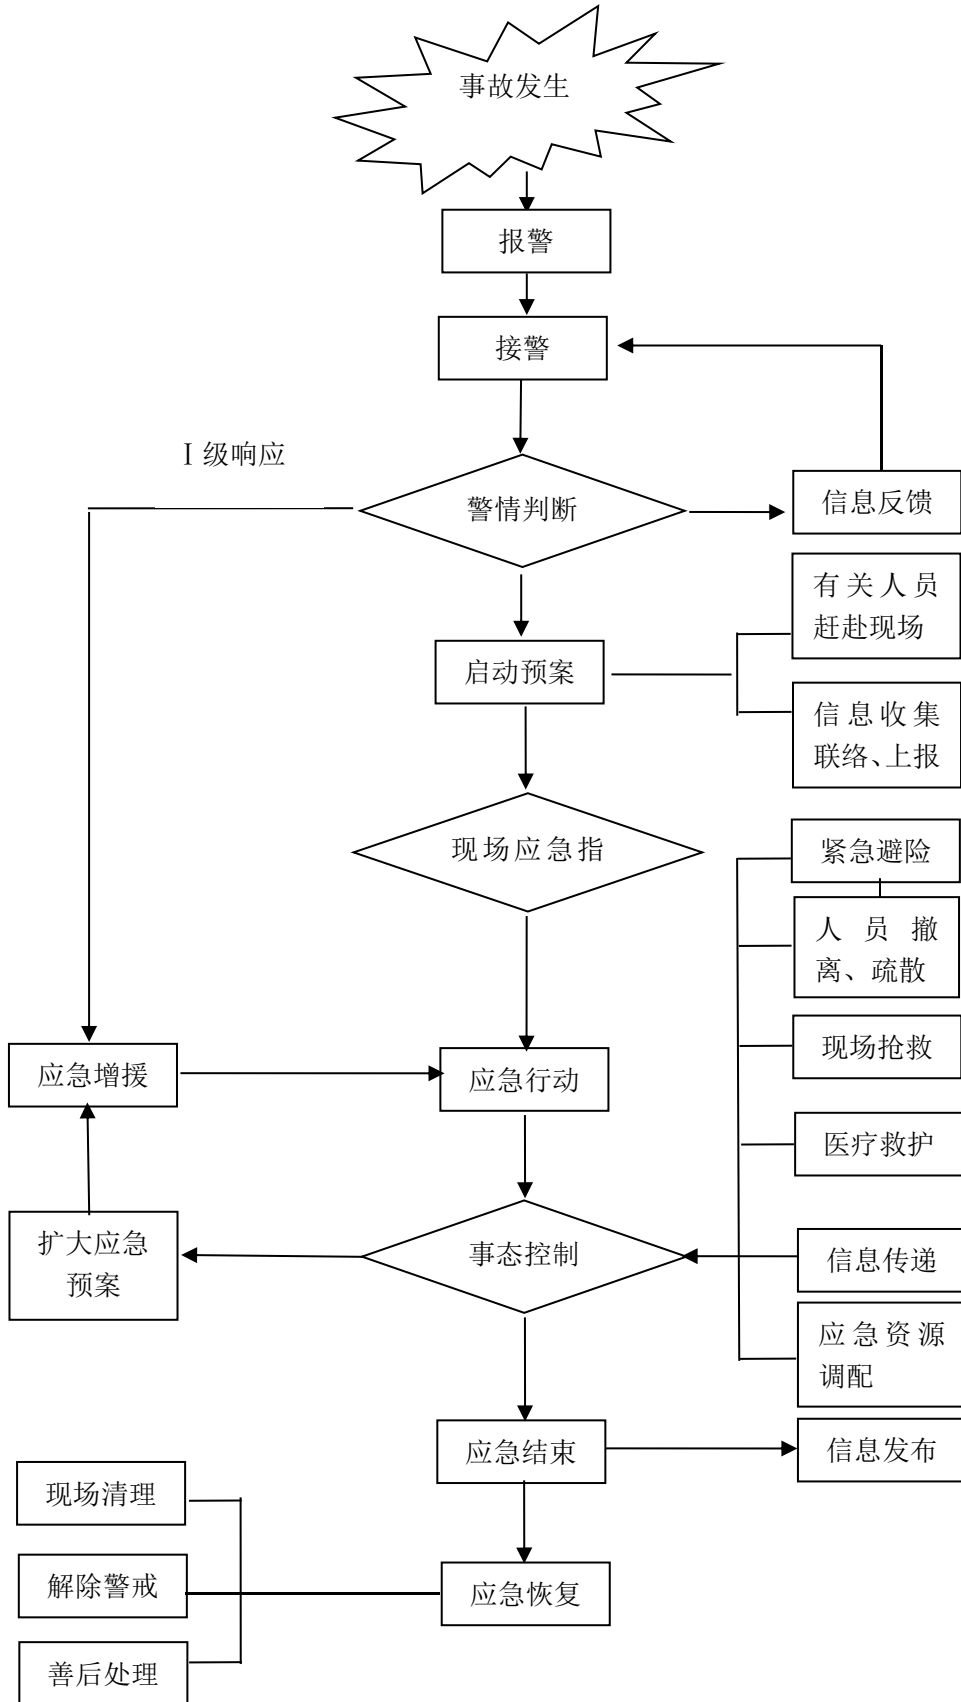 事故发生
报警
接警
Ⅰ级响应
警情判断
信息反馈
有关人员
赶赴现场
启动预案
信息收集
联络、上报
现场应急指
紧急避险
人员撤
离、疏散
现场抢救
应急增援
应急行动
医疗救护
扩大应急
预案
事态控制
信息传递
应急资源
调配
应急结束
信息发布
现场清理
解除警戒
应急恢复
善后处理